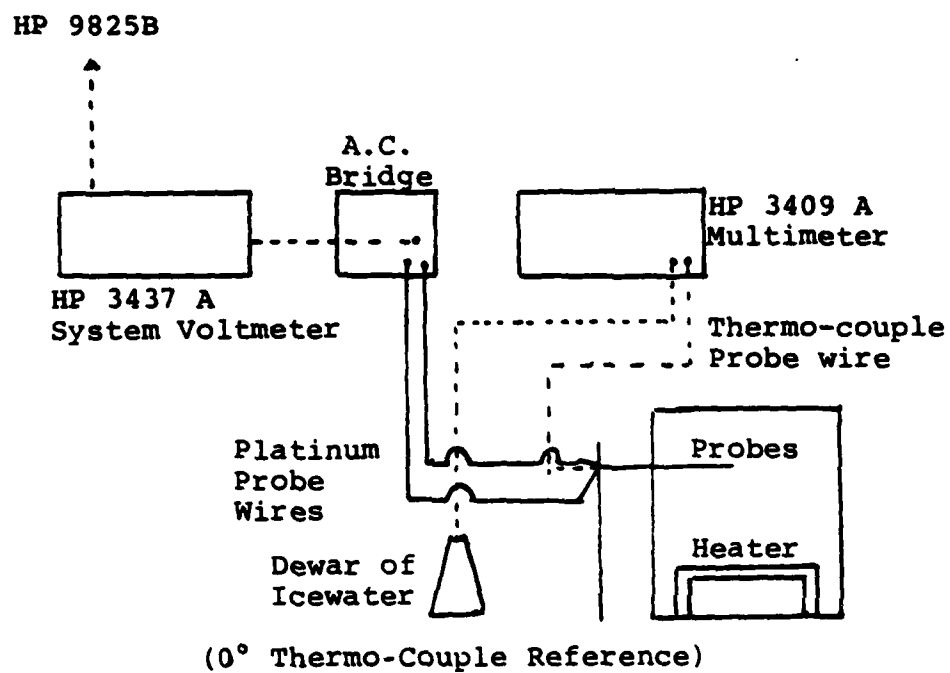 HP 9825B
A.C.
Bridge
HP 3409 A
Multimeter
HP 3437 A
System Voltmeter
Thermo-couple
Probe wire
Platinum
Probe
Wires
Probes
Heater
Dewar of
Icewater
(0° Thermo-Couple Reference)